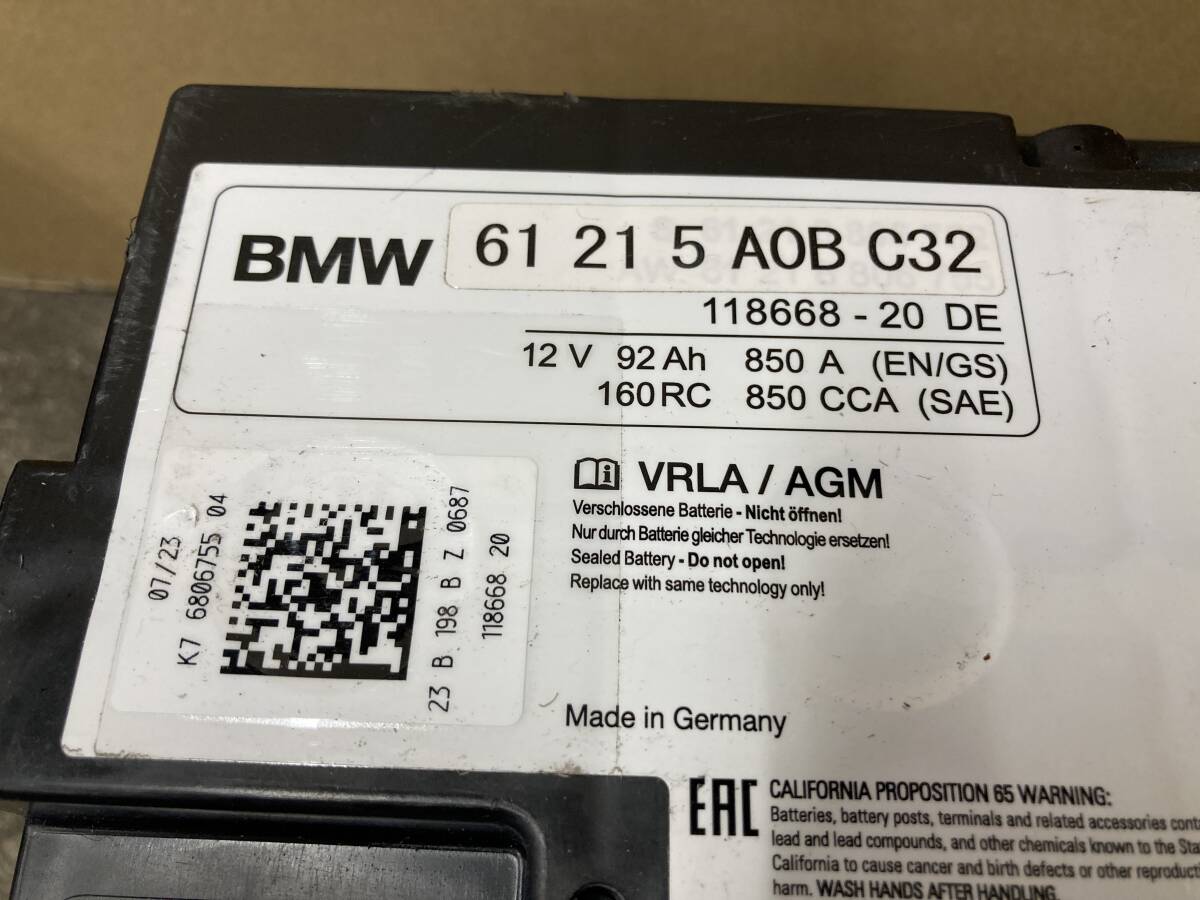 BMW 61 21 5 A0B C32
118668 - 20 DE
12 V 92 Ah 850 A (EN/GS)
160RC 850 CCA (SAE)
VRLA / AGM
Verschlossene Batterie - Nicht öffnen!
Nur durch Batterie gleicher Technologie ersetzen!
Sealed Battery - Do not open!
Replace with same technology only!
07/23
K7 6806755 04
23 B 198 B Z 0687
118668 20
Made in Germany
EAC
CALIFORNIA PROPOSITION 65 WARNING:
Batteries, battery posts, terminals and related accessories
lead and lead compounds, and other chemicals known to the
California to cause cancer and birth defects or other
harm. WASH HANDS AFTER HANDLING.